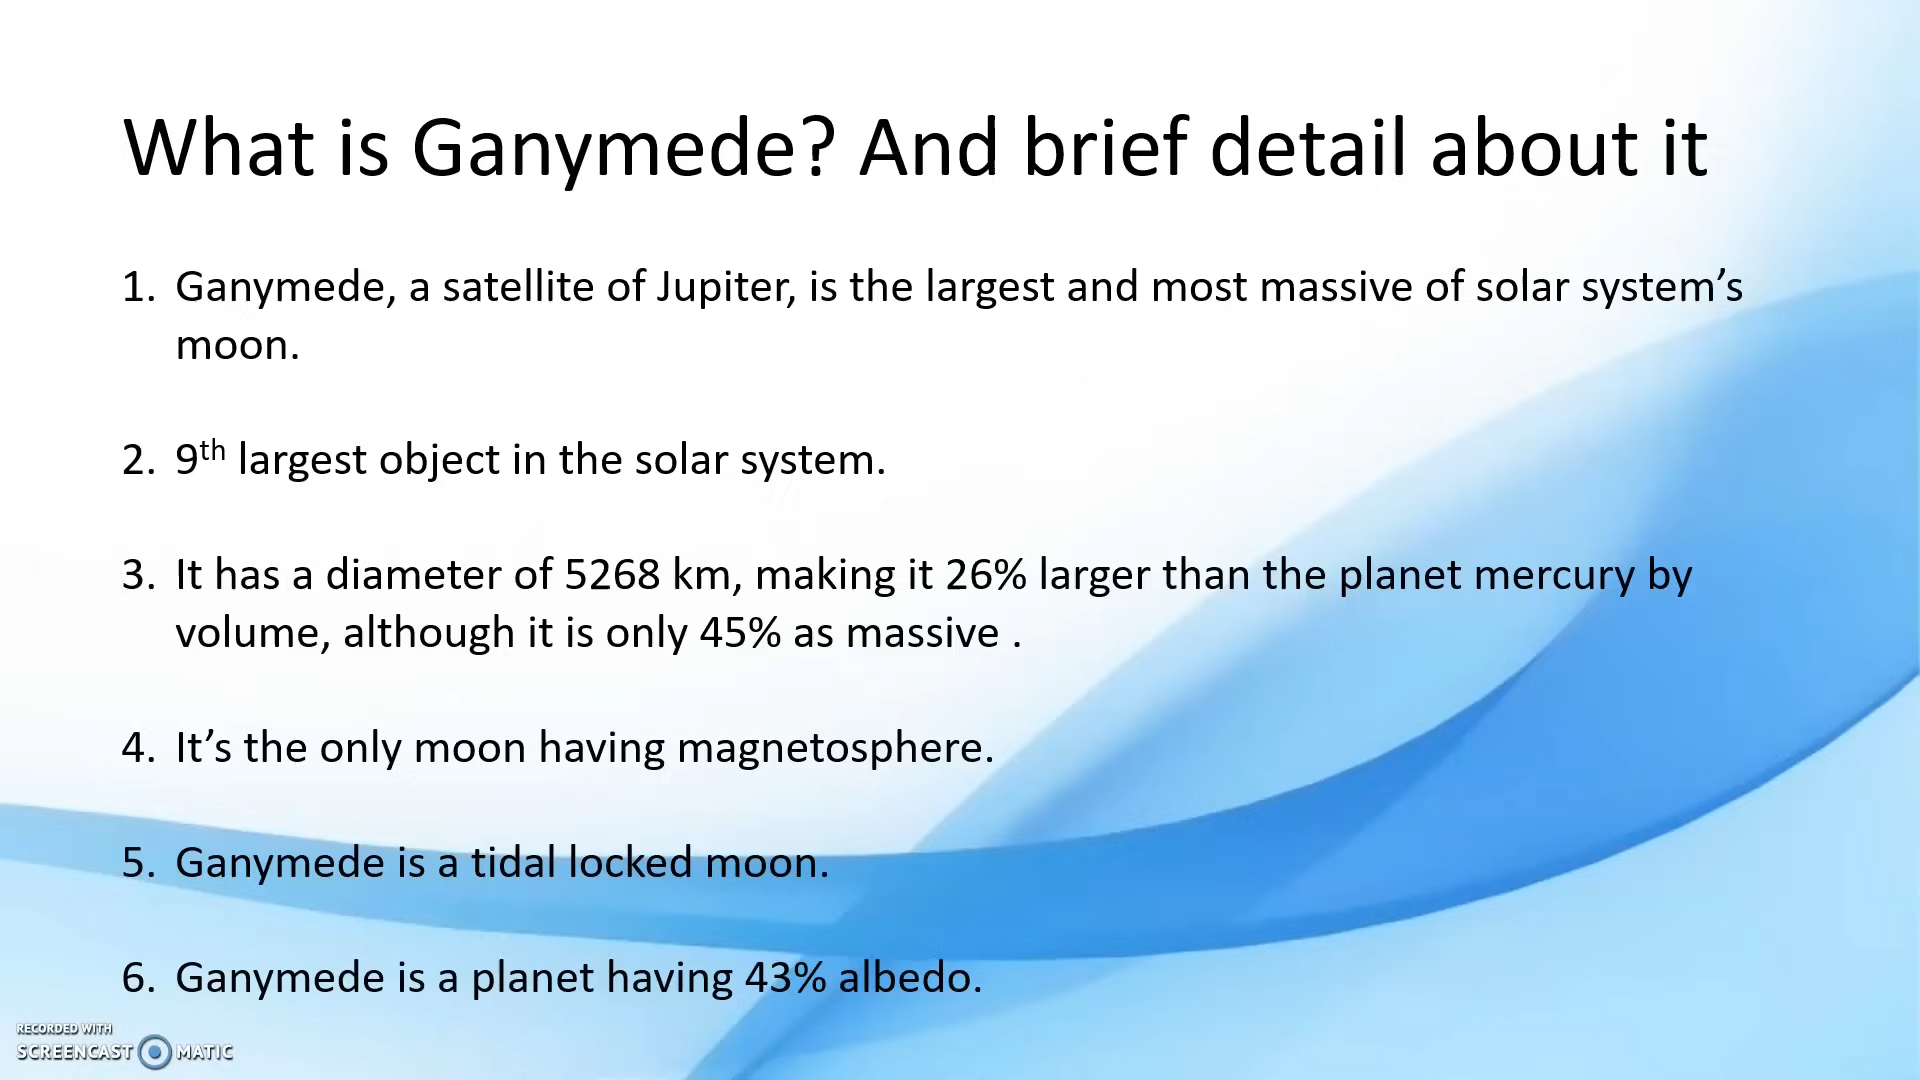 What is Ganymede? And brief detail about it
1. Ganymede, a satellite of Jupiter, is the largest and most massive of solar system’s
moon.
2. 9th largest object in the solar system.
3. It has a diameter of 5268 km, making it 26% larger than the planet mercury by
volume, although it is only 45% as massive .
4. It’s the only moon having magnetosphere.
5. Ganymede is a tidal locked moon.
6. Ganymede is a planet having 43% albedo.
RECORDED WITH
SCREENCAST MATIC